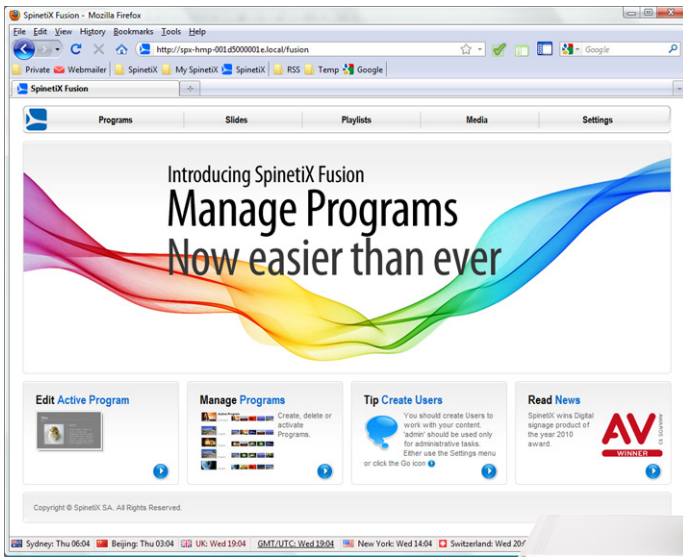 SpinetiX Fusion - Mozilla Firefox
File Edit View History Bookmarks Tools Help
http://spx-hmp-001d5000001e.local/fusion
Google
Private Webmailer SpinetiX My SpinetiX SpinetiX RSS Temp Google
SpinetiX Fusion
Programs Slides Playlists Media Settings
Introducing SpinetiX Fusion
Manage Programs
Now easier than ever
Edit Active Program
Manage Programs
Create, delete or
activate
Programs.
Tip Create Users
You should create Users to
work with your content.
'admin' should be used only
for administrative tasks.
Either use the Settings menu
or click the Go icon
Read News
SpinetiX wins Digital
signage product of
the year 2010
award.
AV
AWARDS
WINNER
Copyright © SpinetiX SA. All Rights Reserved.
Sydney: Thu 06:04 Beijing: Thu 03:04 UK: Wed 19:04 GMT/UTC: Wed 19:04 New York: Wed 14:04 Switzerland: Wed 20: